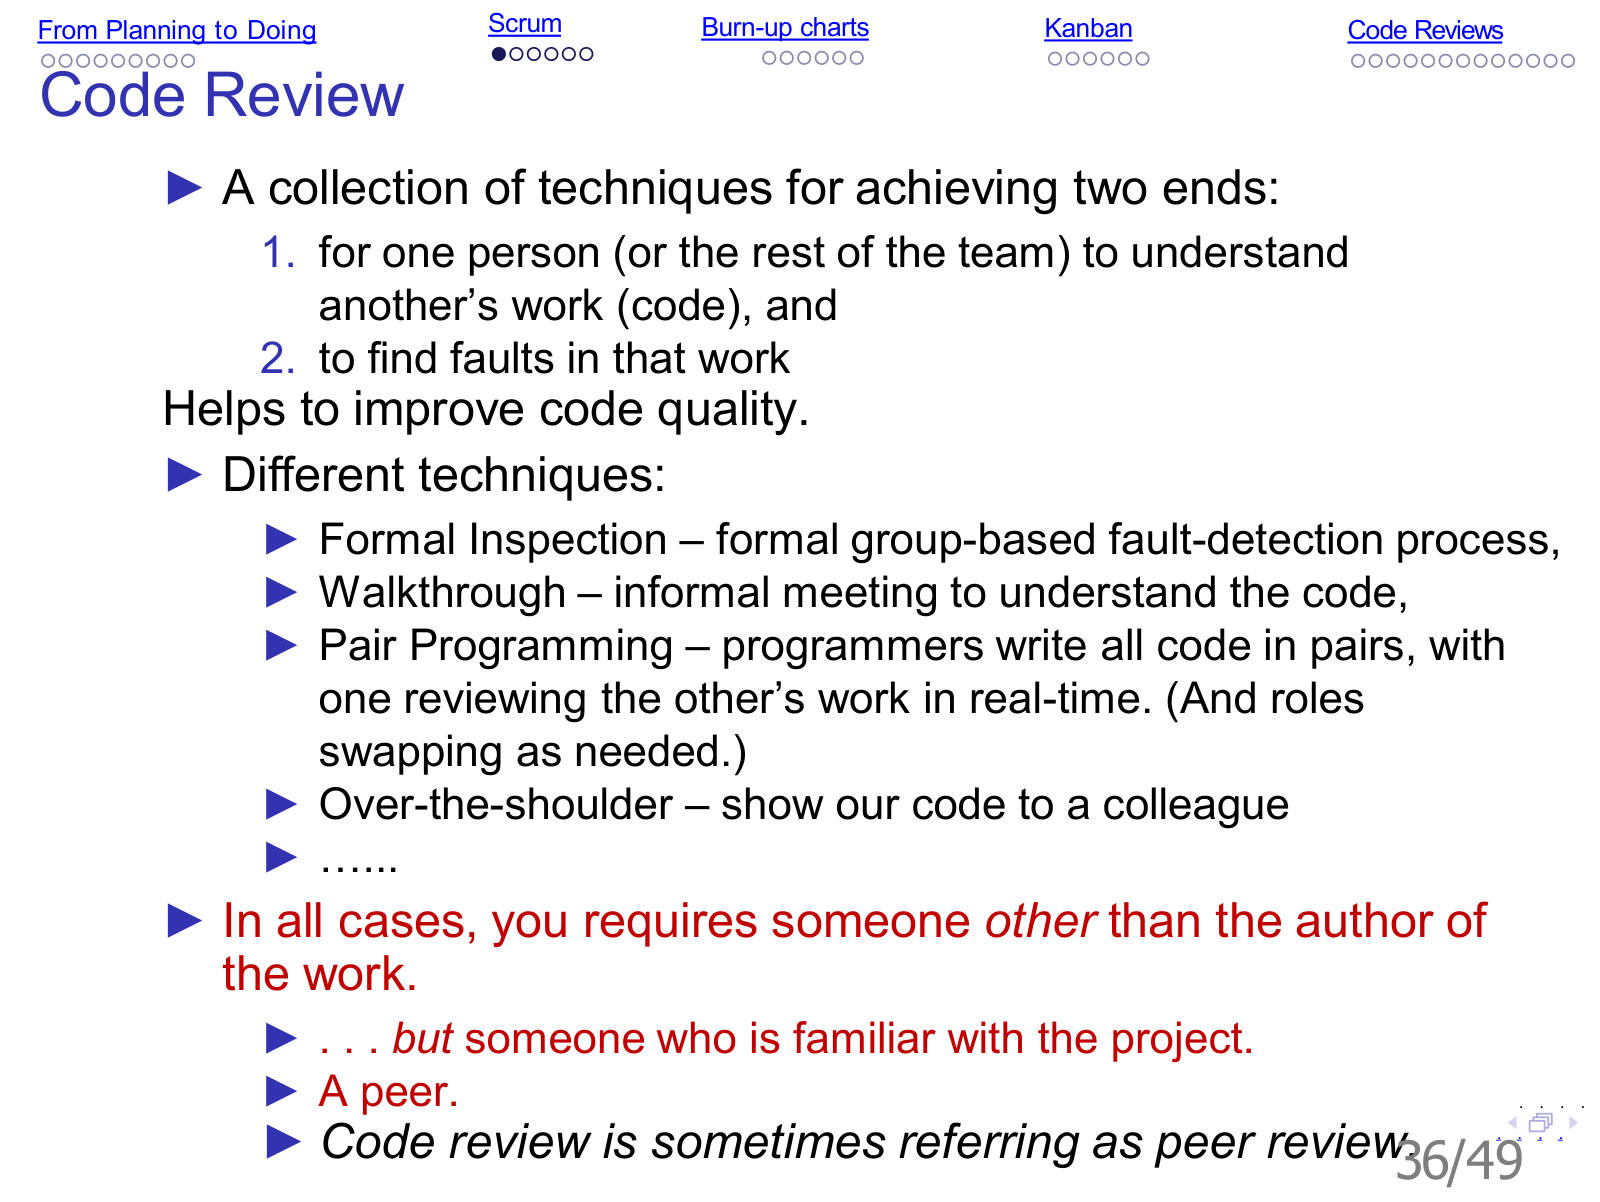 From Planning to Doing
Scrum
Burn-up charts
Kanban
Code Reviews
Code Review
► A collection of techniques for achieving two ends:
1. for one person (or the rest of the team) to understand
another’s work (code), and
2. to find faults in that work
Helps to improve code quality.
► Different techniques:
► Formal Inspection – formal group-based fault-detection process,
► Walkthrough – informal meeting to understand the code,
► Pair Programming – programmers write all code in pairs, with
one reviewing the other’s work in real-time. (And roles
swapping as needed.)
► Over-the-shoulder – show our code to a colleague
► …...
► In all cases, you requires someone other than the author of
the work.
► . . . but someone who is familiar with the project.
► A peer.
► Code review is sometimes referring as peer review.
36/49